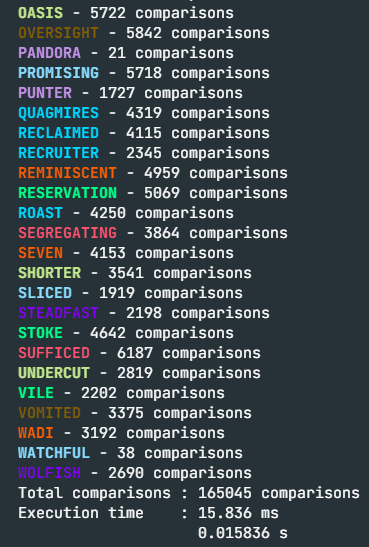 OASIS - 5722 comparisons
OVERSIGHT - 5842 comparisons
PANDORA - 21 comparisons
PROMISING - 5718 comparisons
PUNTER - 1727 comparisons
QUAGMIRES - 4319 comparisons
RECLAIMED - 4115 comparisons
RECRUITER - 2345 comparisons
REMINISCENT - 4959 comparisons
RESERVATION - 5069 comparisons
ROAST - 4250 comparisons
SEGREGATING - 3864 comparisons
SEVEN - 4153 comparisons
SHORTER - 3541 comparisons
SLICED - 1919 comparisons
STEADFAST - 2198 comparisons
STOKE - 4642 comparisons
SUFFICED - 6187 comparisons
UNDERCUT - 2819 comparisons
VILE - 2202 comparisons
VOMITED - 3375 comparisons
WADI - 3192 comparisons
WATCHFUL - 38 comparisons
WOLFISH - 2690 comparisons
Total comparisons : 165045 comparisons
Execution time : 15.836 ms
0.015836 s